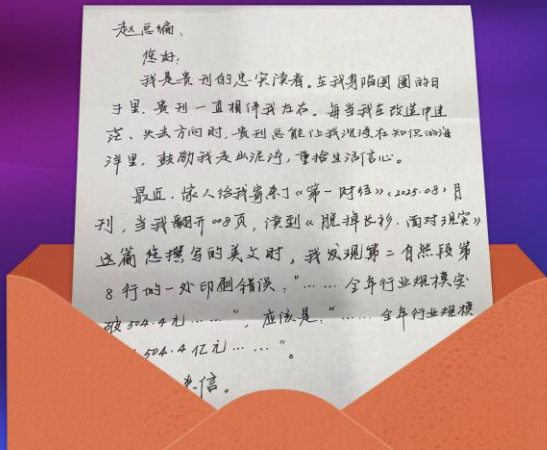 赵总编、
您好:
我是贵刊的忠实读者。在我身陷囹圄的日
子里，贵刊一直相伴我左右。每当我在改造中迷
茫、失去方向时，贵刊总能让我沉浸在知识的海
洋里，鼓励我走出泥泞，重拾生活信心。
最近，家人给我寄来了《第一财经》(2025.08)月
刊，当我翻开008页，读到《脱掉长衫·面对现实》
这篇您撰写的美文时，我发现第二自然段第
8行的一处印刷错误："……全年行业规模突
破504.4元……"，应该是："……全年行业规模
504.4亿元……"。
信。